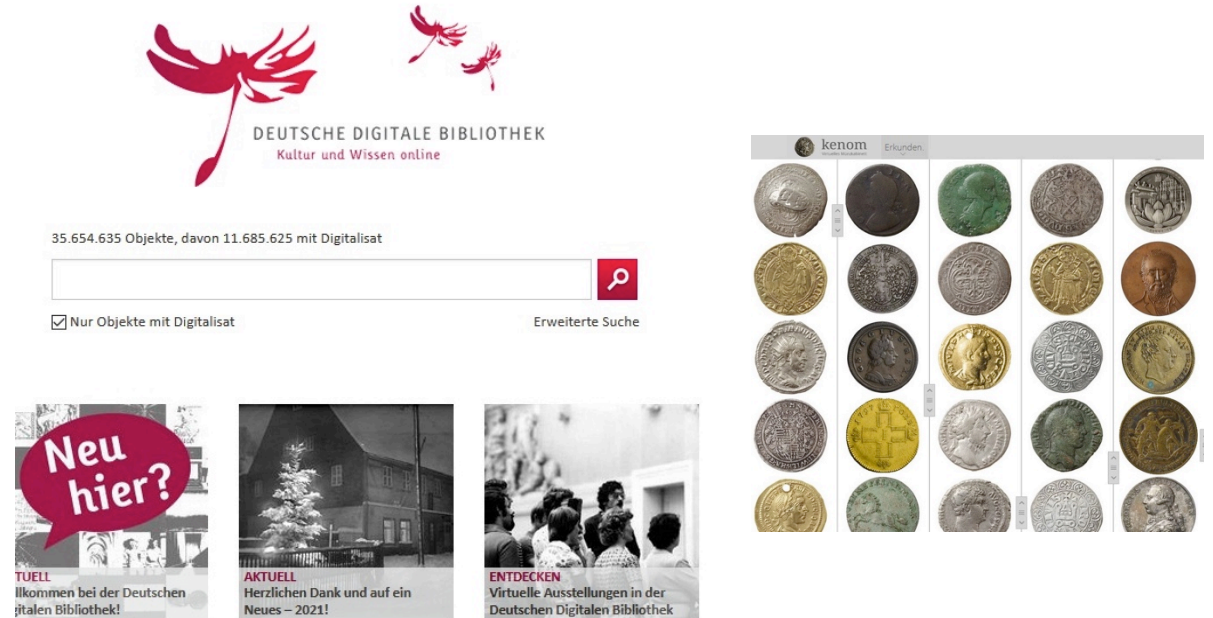 DEUTSCHE DIGITALE BIBLIOTHEK
Kultur und Wissen online
35.654.635 Objekte, davon 11.685.625 mit Digitalisat
Nur Objekte mit Digitalisat
Erweiterte Suche
Neu
hier?
TUELL
llkommen bei der Deutschen
gitalen Bibliothek!
AKTUELL
Herzlichen Dank und auf ein
Neues – 2021!
ENTDECKEN
Virtuelle Ausstellungen in der
Deutschen Digitalen Bibliothek
kenom
Erkunden